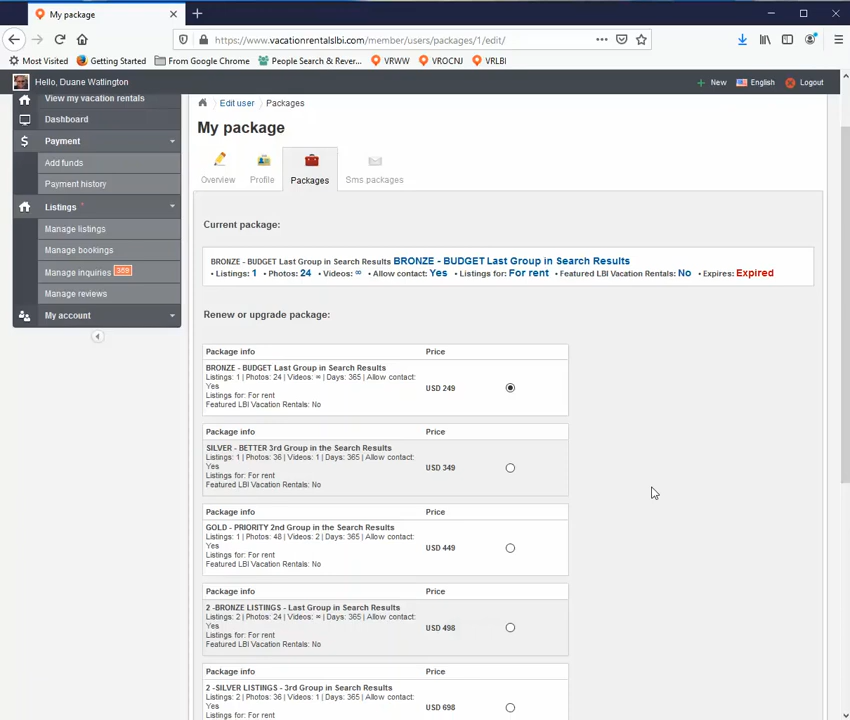 My package
https://www.vacationrentalslbi.com/member/users/packages/1/edit/
Most Visited
Getting Started
From Google Chrome
People Search & Rever...
VRWW
VROCNJ
VRLBI
Hello, Duane Watlington
New
English
Logout
View my vacation rentals
Dashboard
Payment
Add funds
Payment history
Listings *
Manage listings
Manage bookings
Manage inquiries 389
Manage reviews
My account
Edit user
Packages
My package
Overview
Profile
Packages
Sms packages
Current package:
BRONZE - BUDGET Last Group in Search Results BRONZE - BUDGET Last Group in Search Results
• Listings: 1 • Photos: 24 • Videos: ∞ • Allow contact: Yes • Listings for: For rent • Featured LBI Vacation Rentals: No • Expires: Expired
Renew or upgrade package:
Package info Price
BRONZE - BUDGET Last Group in Search Results
Listings: 1 | Photos: 24 | Videos: ∞ | Days: 365 | Allow contact:
Yes
Listings for: For rent
Featured LBI Vacation Rentals: No
USD 249
Package info Price
SILVER - BETTER 3rd Group in the Search Results
Listings: 1 | Photos: 36 | Videos: 1 | Days: 365 | Allow contact:
Yes
Listings for: For rent
Featured LBI Vacation Rentals: No
USD 349
Package info Price
GOLD - PRIORITY 2nd Group in the Search Results
Listings: 1 | Photos: 48 | Videos: 2 | Days: 365 | Allow contact:
Yes
Listings for: For rent
Featured LBI Vacation Rentals: No
USD 449
Package info Price
2 -BRONZE LISTINGS - Last Group in Search Results
Listings: 2 | Photos: 24 | Videos: ∞ | Days: 365 | Allow contact:
Yes
Listings for: For rent
Featured LBI Vacation Rentals: No
USD 498
Package info Price
2 -SILVER LISTINGS - 3rd Group in Search Results
Listings: 2 | Photos: 36 | Videos: 1 | Days: 365 | Allow contact:
Yes
Listings for: For rent
USD 698